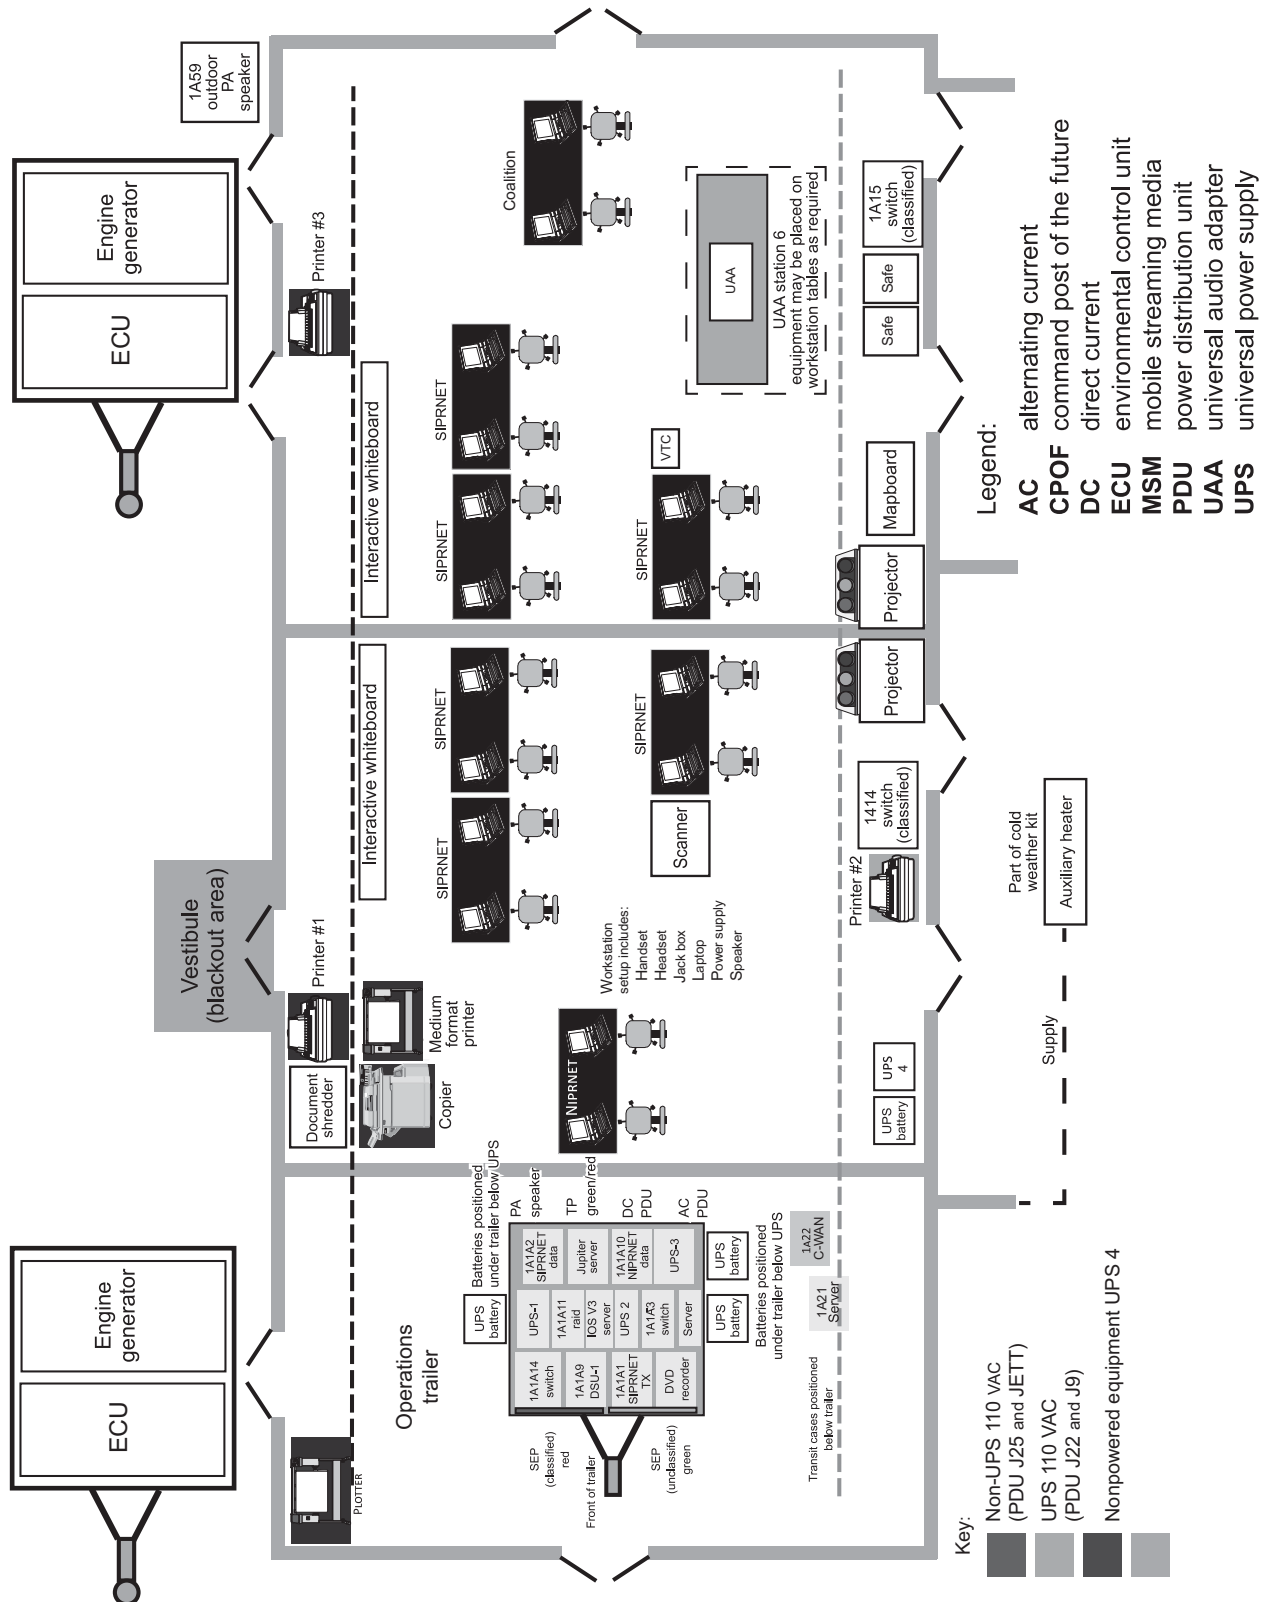 1A59
outdoor
PA
speaker
Engine
generator
ECU
Printer #3
Interactive whiteboard
Coalition
SIPRNET
SIPRNET
UAA
UAA station 6
equipment may be placed on
workstation tables as required
1A15
switch
(classified)
Safe
Safe
VTC
SIPRNET
Mapboard
Projector
Vestibule
(blackout area)
Interactive whiteboard
SIPRNET
SIPRNET
SIPRNET
Scanner
Projector
1414
switch
(classified)
Printer #2
Part of cold
weather kit
Auxiliary heater
Supply
Printer #1
Document
shredder
Medium
format
printer
Copier
Workstation
setup includes:
Handset
Headset
Jack box
Laptop
Power supply
Speaker
NIPRNET
UPS
4
UPS
battery
Engine
generator
ECU
PLOTTER
Operations
trailer
Batteries positioned
under trailer below UPS
UPS
battery
PA
speaker
TP
green/red
DC
PDU
AC
PDU
1A1A2
SIPRNET
data
Jupiter
server
1A1A10
NIPRNET
data
UPS-3
UPS-1
1A1A11
raid
IOS V3
server
UPS 2
1A1A3
switch
Server
1A1A14
switch
1A1A9
DSU-1
1A1A1
SIPRNET
TX
DVD
recorder
UPS
battery
UPS
battery
Batteries positioned
under trailer below UPS
1A22
C-WAN
1A21
Server
SEP
(classified)
red
Front of trailer
SEP
(unclassified)
green
Transit cases positioned
below trailer
Key:
Non-UPS 110 VAC
(PDU J25 and JETT)
UPS 110 VAC
(PDU J22 and J9)
Nonpowered equipment UPS 4
Legend:
AC alternating current
CPOF command post of the future
DC direct current
ECU environmental control unit
MSM mobile streaming media
PDU power distribution unit
UAA universal audio adapter
UPS universal power supply